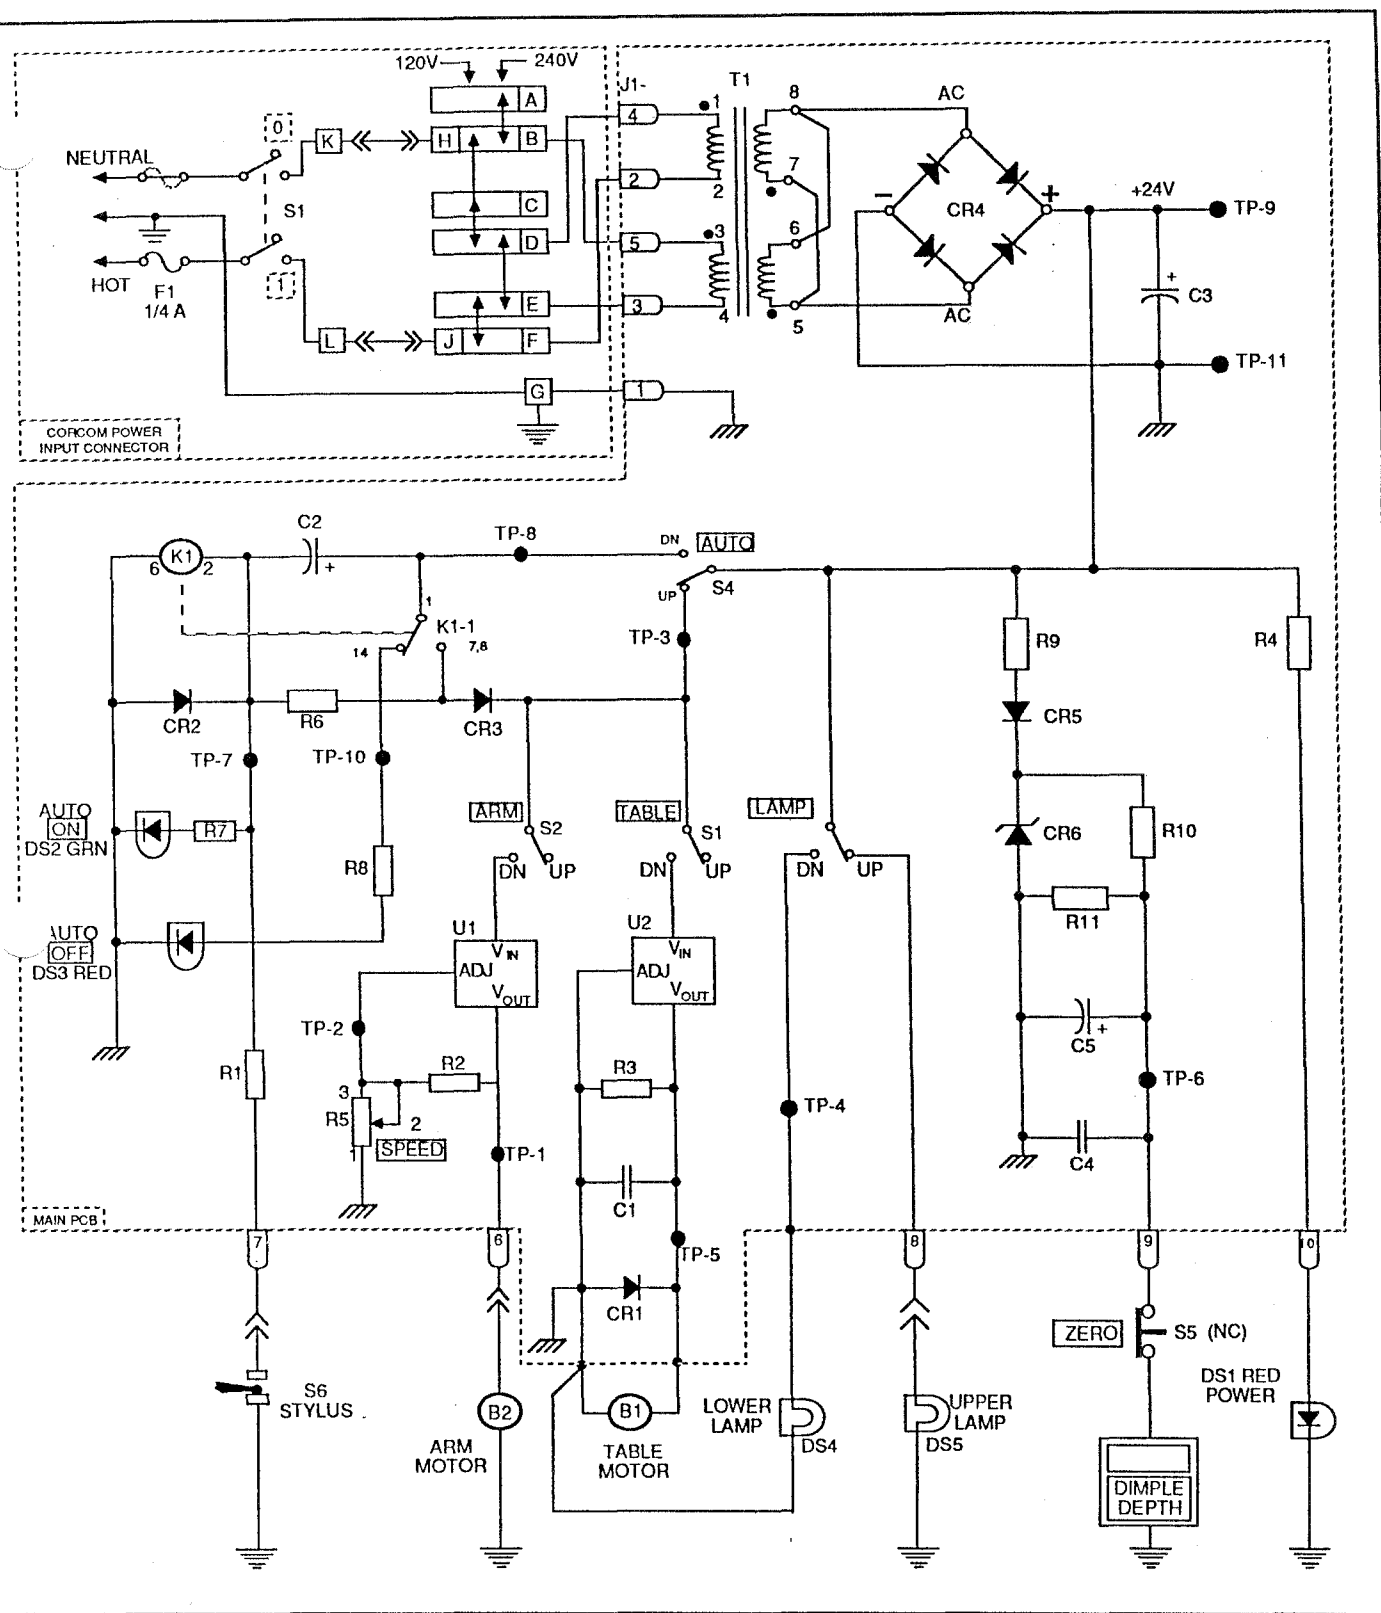 120V
240V
J1-
T1
A
H
B
C
D
E
J
F
G
K
L
0
1
NEUTRAL
S1
HOT
F1
1/4 A
4
2
5
3
1
1
2
3
4
8
7
6
5
AC
CR4
AC
+24V
TP-9
C3
+
TP-11
CORCOM POWER
INPUT CONNECTOR
C2
+
TP-8
DN
AUTO
K1
6
2
UP
S4
1
K1-1
14
7,8
TP-3
R9
R4
CR2
R6
CR3
CR5
TP-7
TP-10
AUTO
ON
DS2 GRN
R7
ARM
S2
TABLE
S1
LAMP
CR6
R10
R8
DN
UP
DN
UP
DN
UP
R11
OFF
DS3 RED
U1
VIN
ADJ
VOUT
U2
VIN
ADJ
VOUT
TP-2
C5
+
R1
R2
R3
TP-4
TP-6
3
R5
2
1
SPEED
TP-1
C1
C4
MAIN PCB
7
6
TP-5
8
9
10
CR1
ZERO
S5 (NC)
S6
STYLUS
B2
B1
LOWER
LAMP
DS4
UPPER
LAMP
DS5
DS1 RED
POWER
ARM
MOTOR
TABLE
MOTOR
DIMPLE
DEPTH